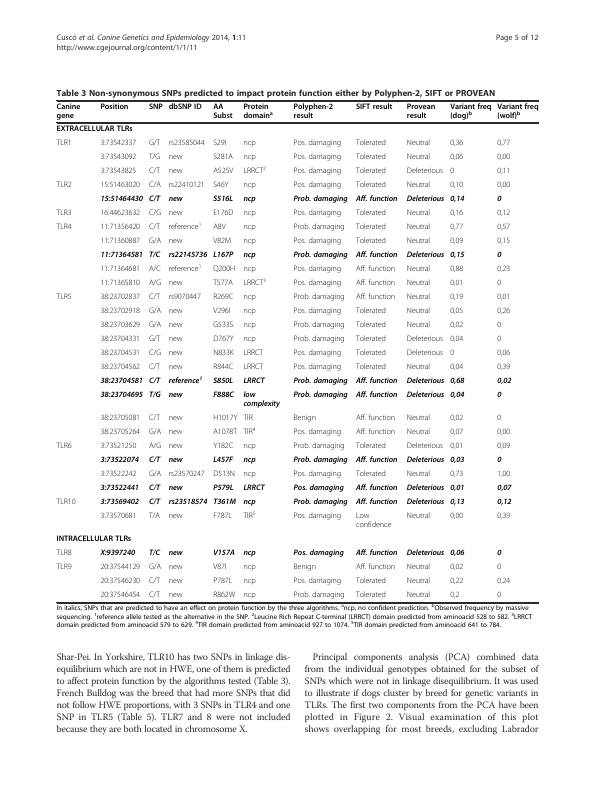 Cuscó et al. Canine Genetics and Epidemiology 2014, 1:11
Page 5 of 12
http://www.cgejournal.org/content/1/1/11
Table 3 Non-synonymous SNPs predicted to impact protein function either by Polyphen-2, SIFT or PROVEAN
Canine gene Position SNP dbSNP ID AA Subst Protein domainᵃ Polyphen-2 result SIFT result Provean result Variant freq (dog)ᵇ Variant freq (wolf)ᵇ
EXTRACELLULAR TLRs
TLR1 3:73542337 G/T rs23585044 S29I ncp Pos. damaging Tolerated Neutral 0,36 0,77
3:73543092 T/G new S281A ncp Pos. damaging Tolerated Neutral 0,06 0,00
3:73543825 C/T new A525V LRRCT² Pos. damaging Tolerated Deleterious 0 0,11
TLR2 15:51463020 C/A rs22410121 S46Y ncp Pos. damaging Tolerated Neutral 0,10 0,00
15:51464430 C/T new S516L ncp Prob. damaging Aff. function Deleterious 0,14 0
TLR3 16:44623632 C/G new E176D ncp Pos. damaging Tolerated Neutral 0,16 0,12
TLR4 11:71356420 C/T reference¹ A8V ncp Prob. damaging Tolerated Neutral 0,77 0,57
11:71360887 G/A new V82M ncp Pos. damaging Tolerated Neutral 0,09 0,15
11:71364581 T/C rs22145736 L167P ncp Prob. damaging Aff. function Deleterious 0,15 0
11:71364681 A/C reference¹ Q200H ncp Pos. damaging Aff. function Neutral 0,88 0,23
11:71365810 A/G new T577A LRRCT³ Pos. damaging Aff. function Neutral 0,01 0
TLR5 38:23702837 C/T rs9070447 R269C ncp Prob. damaging Aff. function Neutral 0,19 0,01
38:23702918 G/A new V296I ncp Pos. damaging Tolerated Neutral 0,05 0,26
38:23703629 G/A new G533S ncp Prob. damaging Tolerated Neutral 0,02 0
38:23704331 G/T new D767Y ncp Prob. damaging Tolerated Deleterious 0,04 0
38:23704531 C/G new N833K LRRCT Pos. damaging Tolerated Deleterious 0 0,06
38:23704562 C/T new R844C LRRCT Pos. damaging Tolerated Neutral 0,04 0,39
38:23704581 C/T reference¹ S850L LRRCT Prob. damaging Aff. function Deleterious 0,68 0,02
38:23704695 T/G new F888C low complexity Prob. damaging Aff. function Deleterious 0,04 0
38:23705081 C/T new H1017Y TIR Benign Aff. function Neutral 0,02 0
38:23705264 G/A new A1078T TIR⁴ Pos. damaging Aff. function Neutral 0,07 0,00
TLR6 3:73521250 A/G new Y182C ncp Prob. damaging Tolerated Deleterious 0,01 0,09
3:73522074 C/T new L457F ncp Prob. damaging Aff. function Deleterious 0,03 0
3:73522242 G/A rs23570247 D513N ncp Pos. damaging Tolerated Neutral 0,73 1,00
3:73522441 C/T new P579L LRRCT Pos. damaging Aff. function Deleterious 0,01 0,07
TLR10 3:73569402 C/T rs23518574 T361M ncp Prob. damaging Aff. function Deleterious 0,13 0,12
3:73570681 T/A new F787L TIR⁵ Pos. damaging Low confidence Neutral 0,00 0,39
INTRACELLULAR TLRs
TLR8 X:9397240 T/C new V157A ncp Pos. damaging Aff. function Deleterious 0,06 0
TLR9 20:37544129 G/A new V87I ncp Benign Aff. function Neutral 0,02 0
20:37546230 C/T new P787L ncp Pos. damaging Tolerated Neutral 0,22 0,24
20:37546454 C/T new R862W ncp Prob. damaging Tolerated Neutral 0,2 0
In italics, SNPs that are predicted to have an effect on protein function by the three algorithms. ᵃncp, no confident prediction. ᵇObserved frequency by massive
sequencing. ¹reference allele tested as the alternative in the SNP. ²Leucine Rich Repeat C-terminal (LRRCT) domain predicted from aminoacid 528 to 582. ³LRRCT
domain predicted from aminoacid 579 to 629. ⁴TIR domain predicted from aminoacid 927 to 1074. ⁵TIR domain predicted from aminoacid 641 to 784.
Shar-Pei. In Yorkshire, TLR10 has two SNPs in linkage dis-
equilibrium which are not in HWE, one of them is predicted
to affect protein function by the algorithms tested (Table 3).
French Bulldog was the breed that had more SNPs that did
not follow HWE proportions, with 3 SNPs in TLR4 and one
SNP in TLR5 (Table 5). TLR7 and 8 were not included
because they are both located in chromosome X.
Principal components analysis (PCA) combined data
from the individual genotypes obtained for the subset of
SNPs which were not in linkage disequilibrium. It was used
to illustrate if dogs cluster by breed for genetic variants in
TLRs. The first two components from the PCA have been
plotted in Figure 2. Visual examination of this plot
shows overlapping for most breeds, excluding Labrador